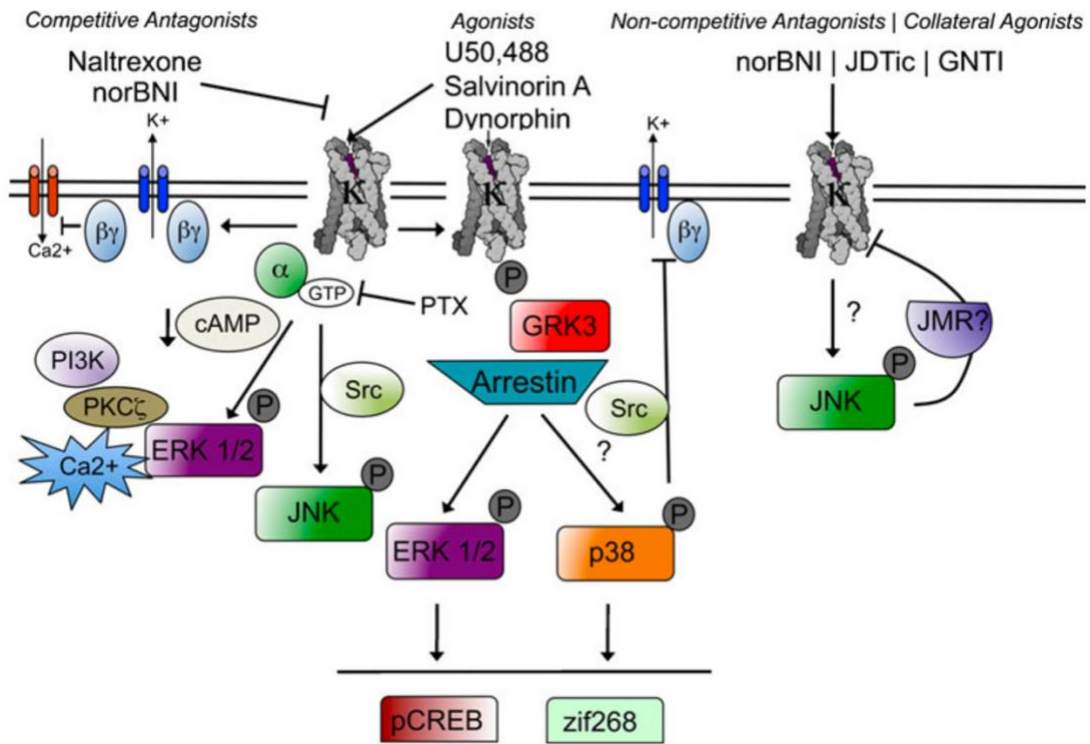 Competitive Antagonists
Naltrexone
norBNI
Agonists
U50,488
Salvinorin A
Dynorphin
Non-competitive Antagonists | Collateral Agonists
norBNI | JDTic | GNTI
K+
K+
κ
κ
κ
Ca2+
βγ
βγ
βγ
α
GTP
PTX
P
GRK3
cAMP
PI3K
PKCζ
Ca2+
ERK 1/2
P
Src
JNK
P
Arrestin
Src
?
ERK 1/2
P
p38
P
?
JMR?
JNK
P
pCREB
zif268